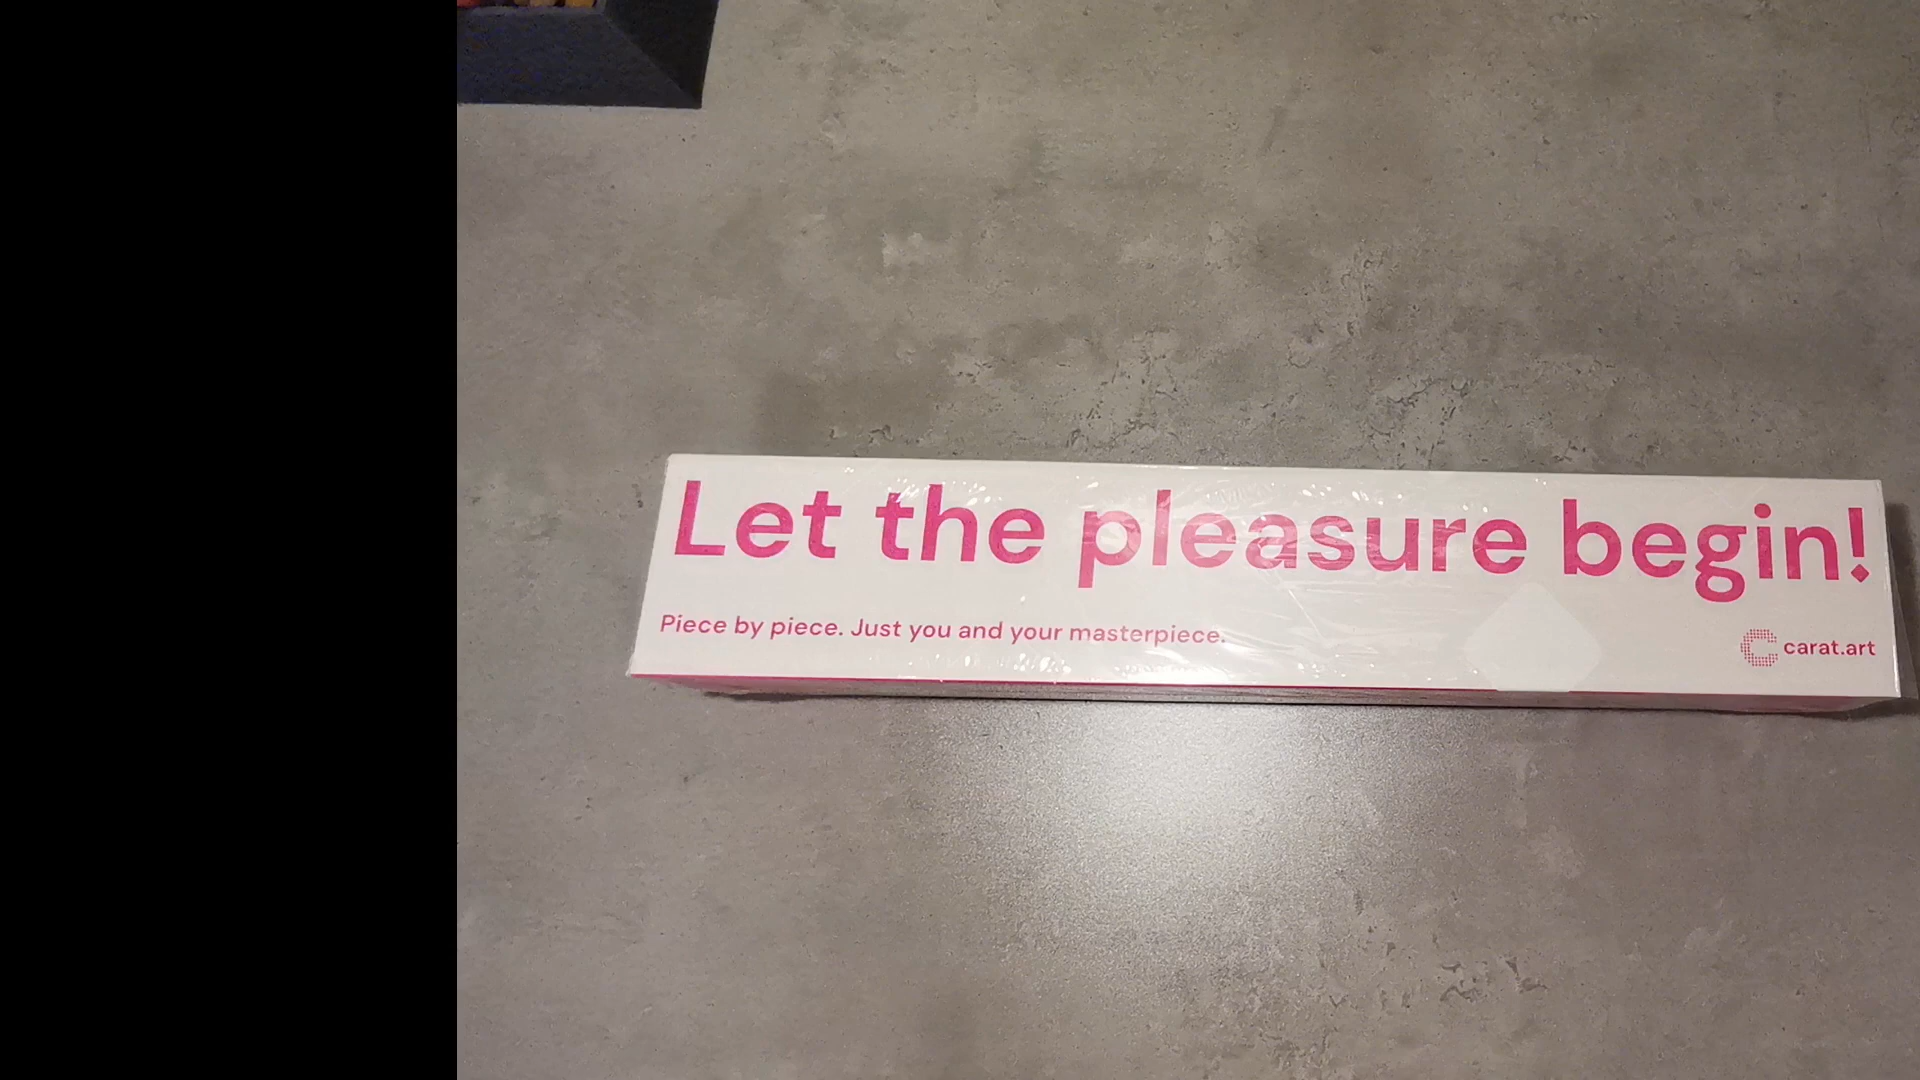 Let the pleasure begin!
Piece by piece. Just you and your masterpiece.
carat.art